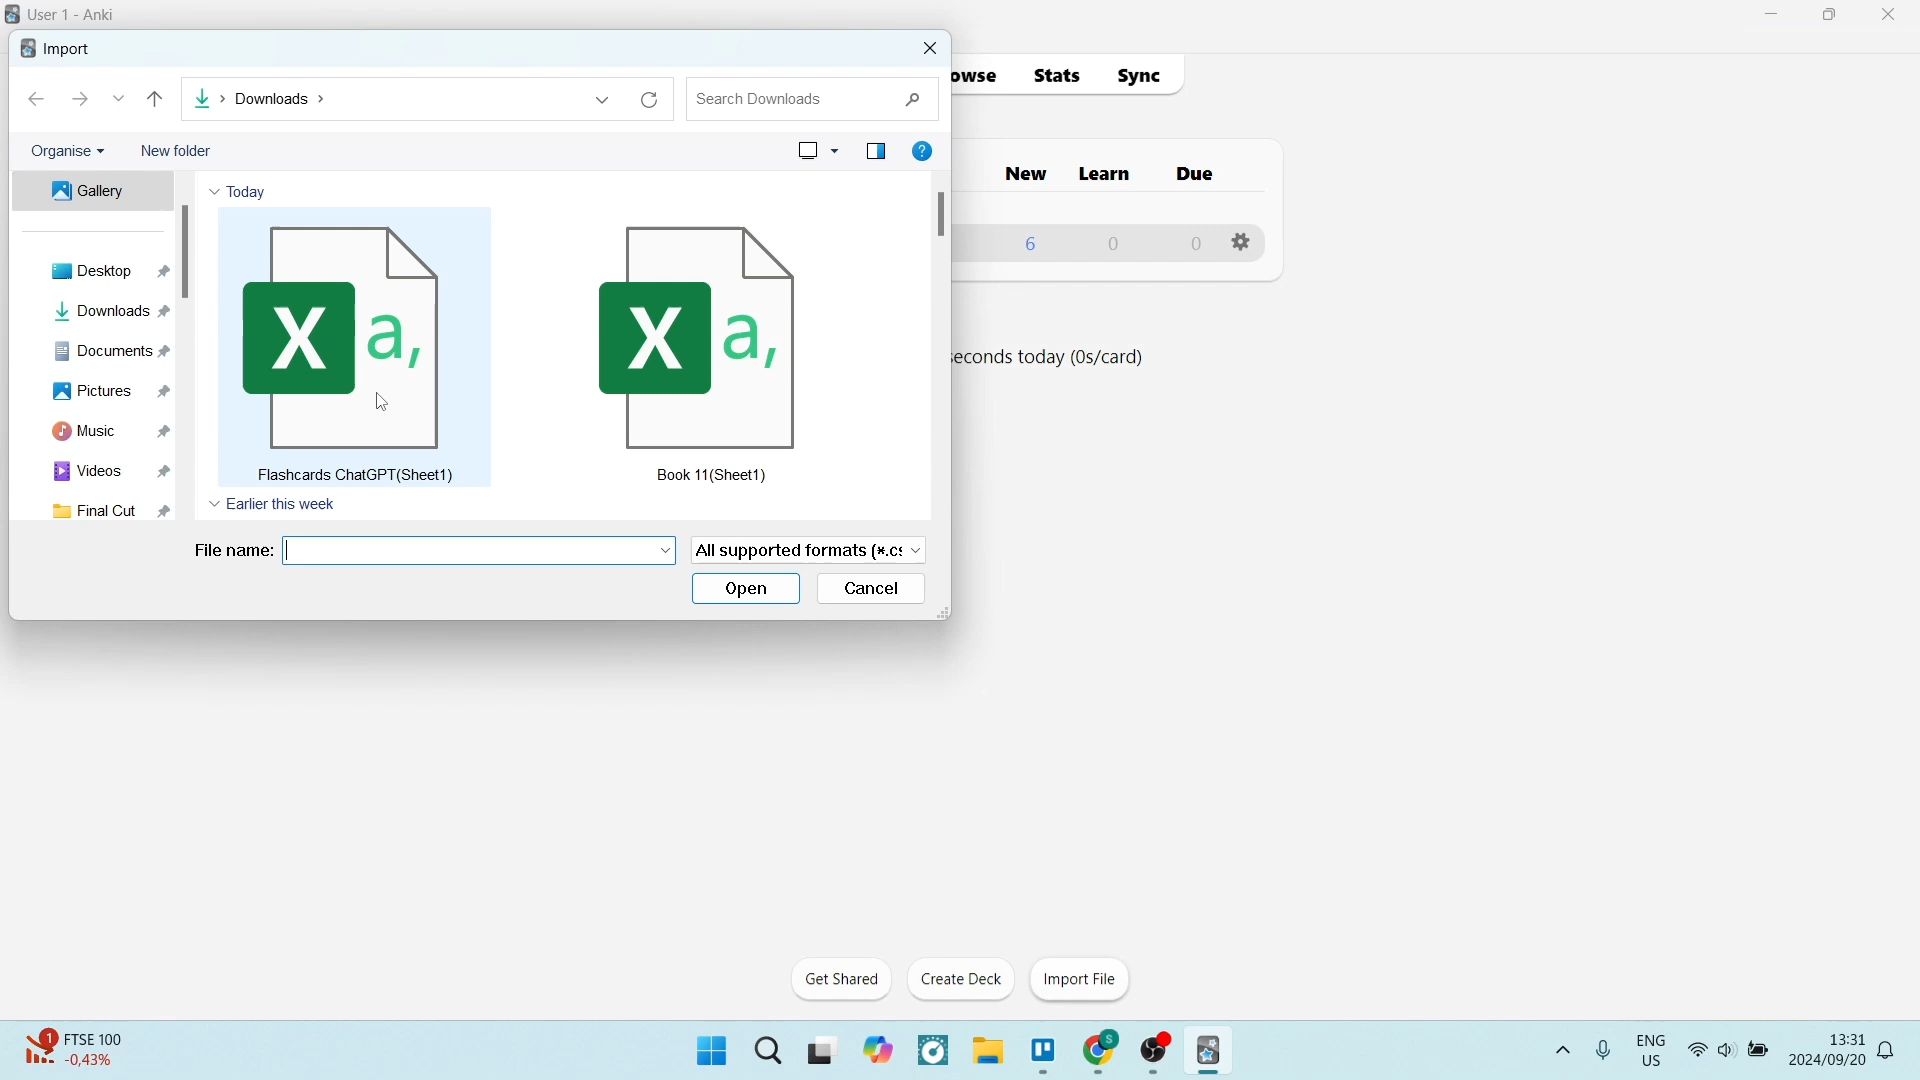 User 1 - Anki
Import
Downloads
Search Downloads
owse Stats Sync
Organise New folder
?
Gallery
Today
New Learn Due
6 0 0
Desktop
Downloads
Documents
Pictures
Music
Videos
Final Cut
X a,
X a,
Flashcards ChatGPT(Sheet1)
Book 11(Sheet1)
Earlier this week
seconds today (0s/card)
File name:
All supported formats (*.cs
Open Cancel
Get Shared Create Deck Import File
1
FTSE 100
-0,43%
S
ENG
US
13:31
2024/09/20